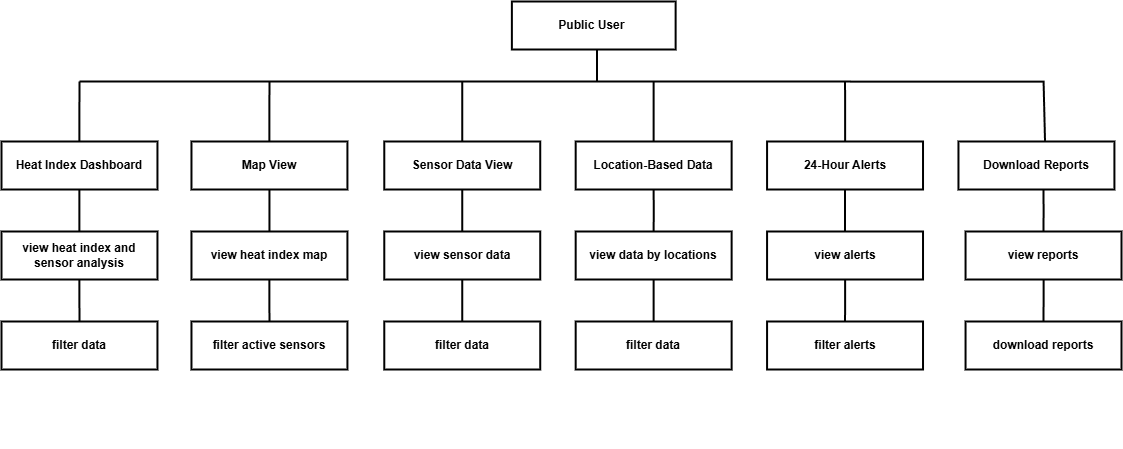 Public User
Heat Index Dashboard
Map View
Sensor Data View
Location-Based Data
24-Hour Alerts
Download Reports
view heat index and
sensor analysis
view heat index map
view sensor data
view data by locations
view alerts
view reports
filter data
filter active sensors
filter data
filter data
filter alerts
download reports